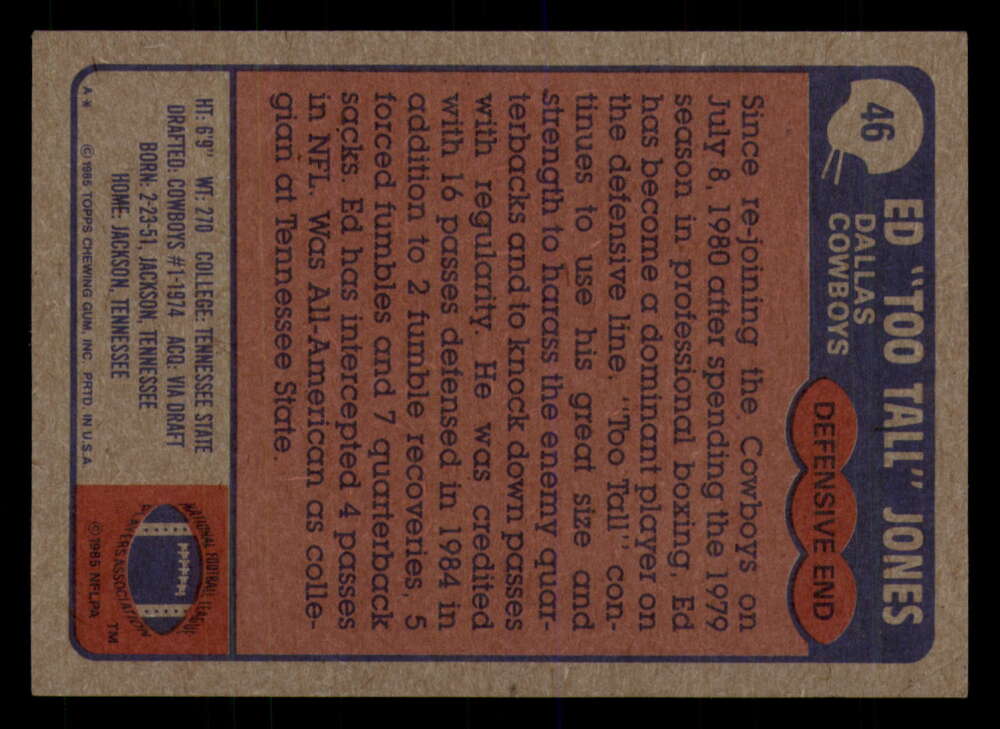 46
ED "TOO TALL" JONES
DALLAS
COWBOYS
DEFENSIVE END
Since re-joining the Cowboys on
July 8, 1980 after spending the 1979
season in professional boxing, Ed
has become a dominant player on
the defensive line. "Too Tall" con-
tinues to use his great size and
strength to harass the enemy quar-
terbacks and to knock down passes
with regularity. He was credited
with 16 passes defensed in 1984 in
addition to 2 fumble recoveries, 5
forced fumbles and 7 quarterback
sacks. Ed has intercepted 4 passes
in NFL. Was All-American as colle-
gian at Tennessee State.
HT: 6'9" WT: 270 COLLEGE: TENNESSEE STATE
DRAFTED: COWBOYS #1-1974 ACQ: VIA DRAFT
BORN: 2-23-51, JACKSON, TENNESSEE
HOME: JACKSON, TENNESSEE
A* © 1985 TOPPS CHEWING GUM, INC. PRTD. IN U.S.A.
NATIONAL FOOTBALL LEAGUE
PLAYERS ASSOCIATION
TM
© 1985 NFLPA